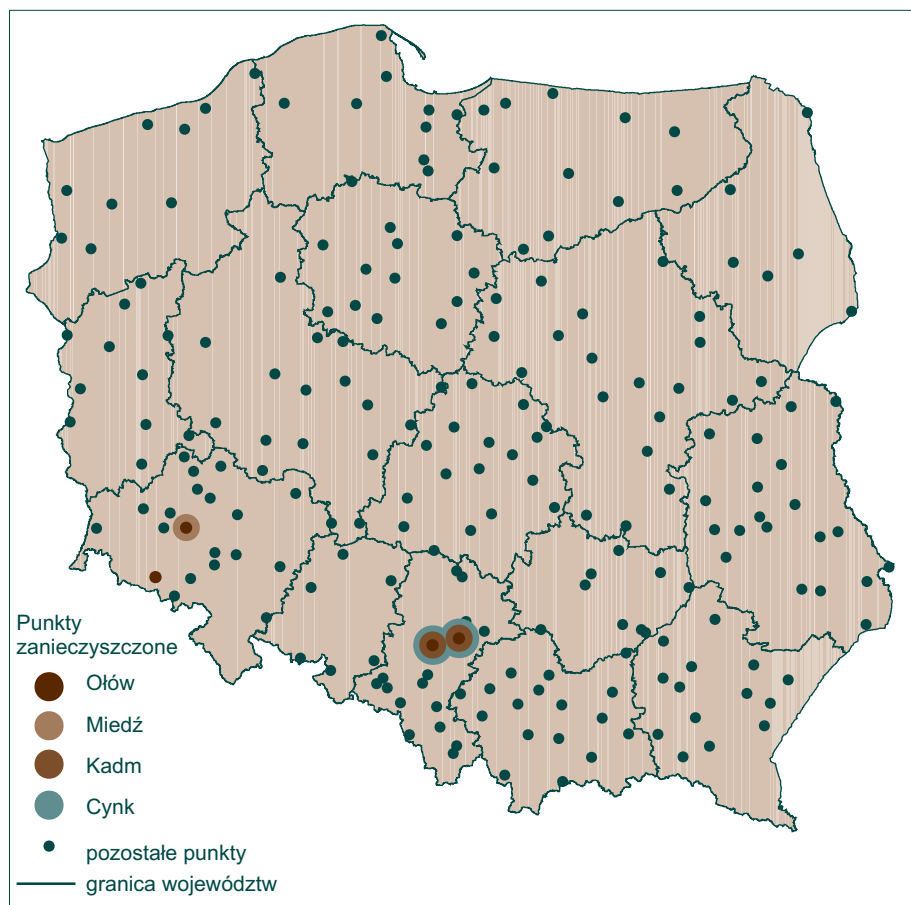 Punkty
zanieczyszczone
Ołów
Miedź
Kadm
Cynk
pozostałe punkty
granica województw